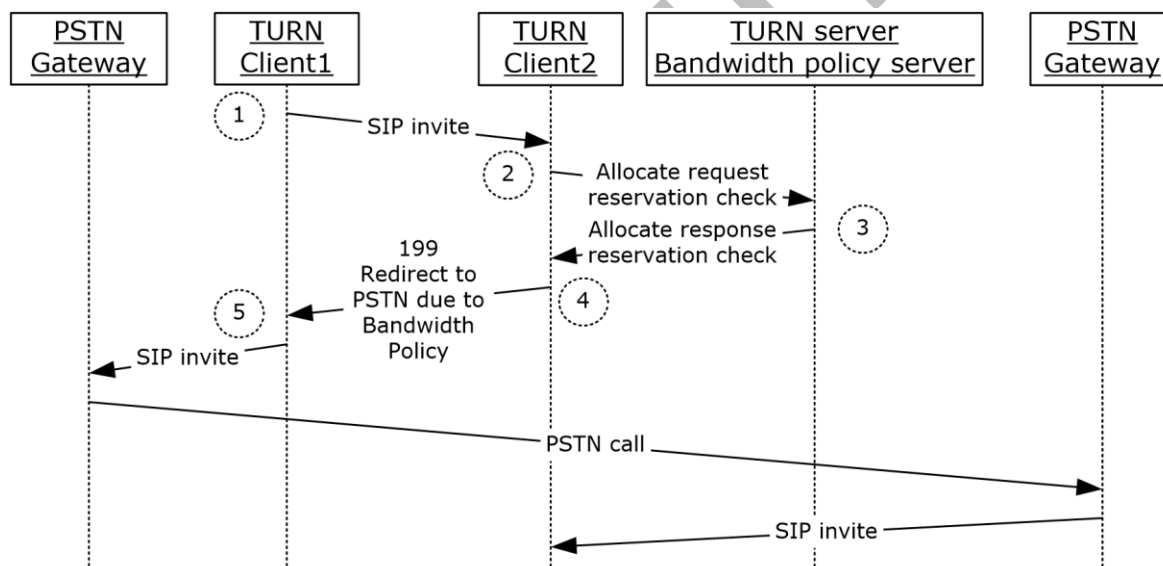 PSTN
Gateway
TURN
Client1
TURN
Client2
TURN server
Bandwidth policy server
PSTN
Gateway
1
SIP invite
2
Allocate request
reservation check
3
Allocate response
reservation check
199
Redirect to
PSTN due to
Bandwidth
Policy
4
5
SIP invite
PSTN call
SIP invite